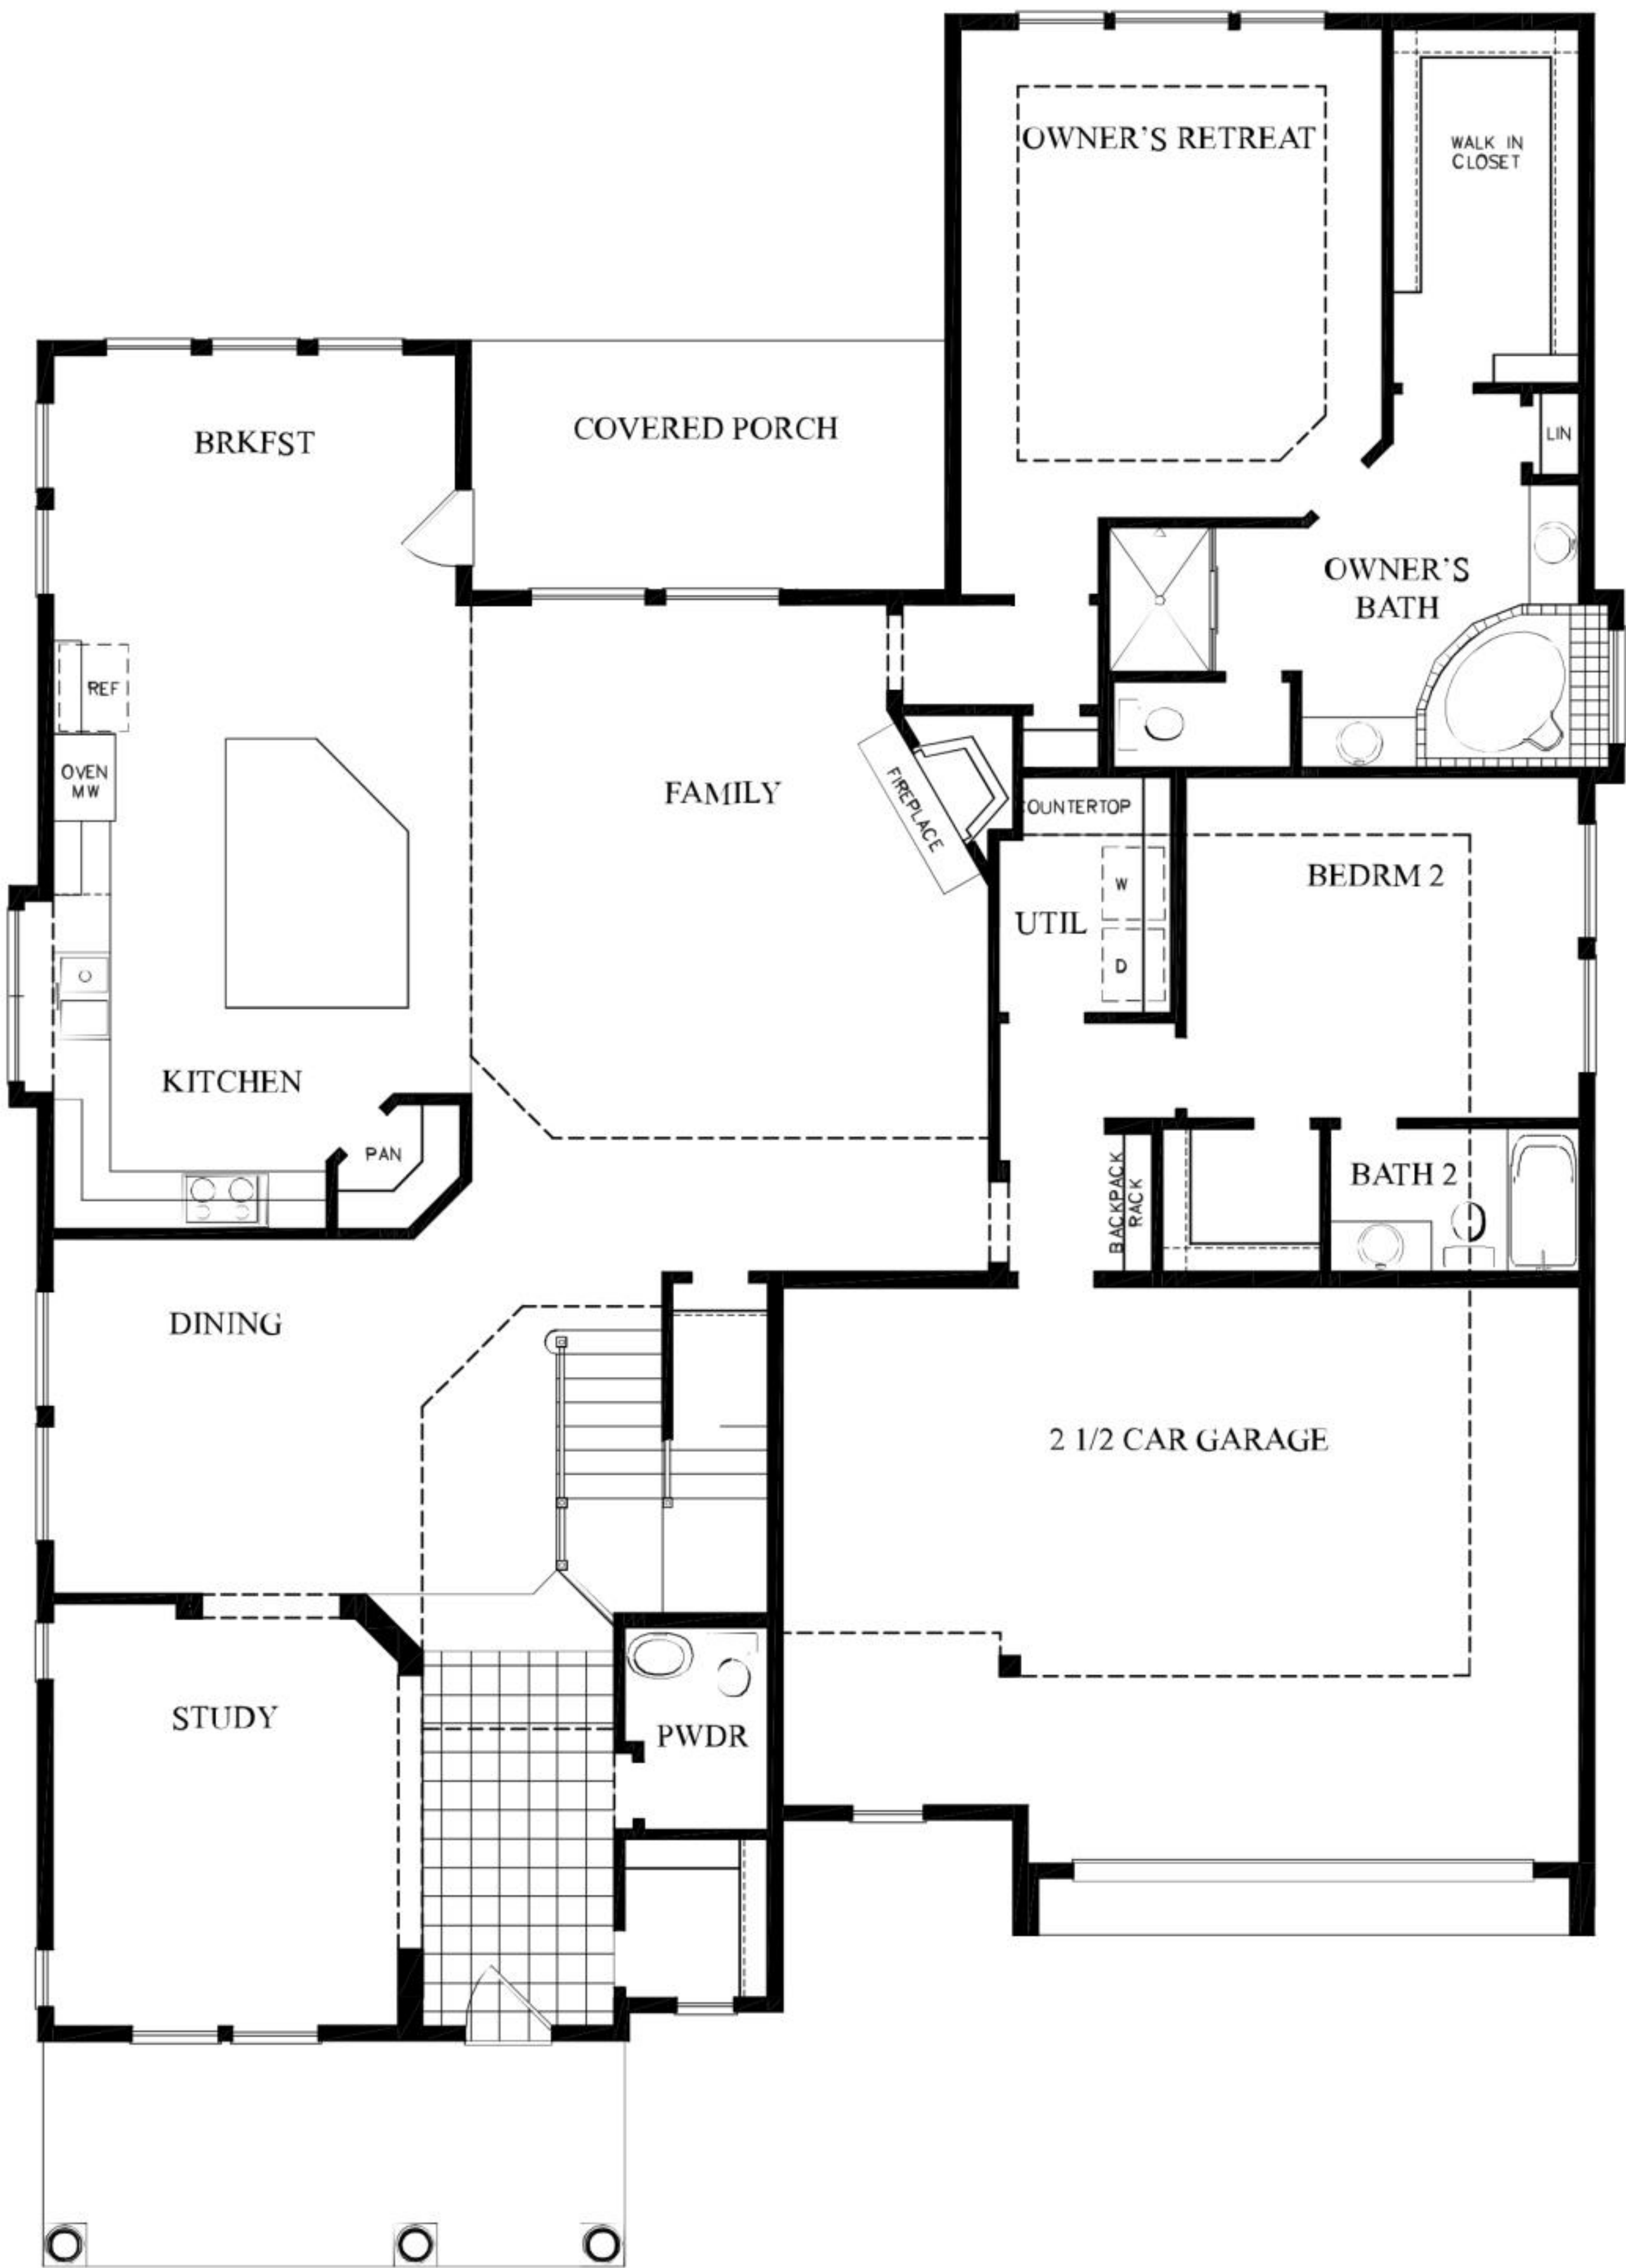 OWNER'S RETREAT
WALK IN
CLOSET
BRKFST
COVERED PORCH
LIN
OWNER'S
BATH
REF
OVEN
MW
FAMILY
FIREPLACE
COUNTERTOP
W
BEDRM 2
UTIL
D
KITCHEN
PAN
BACKPACK
RACK
BATH 2
DINING
2 1/2 CAR GARAGE
STUDY
PWDR